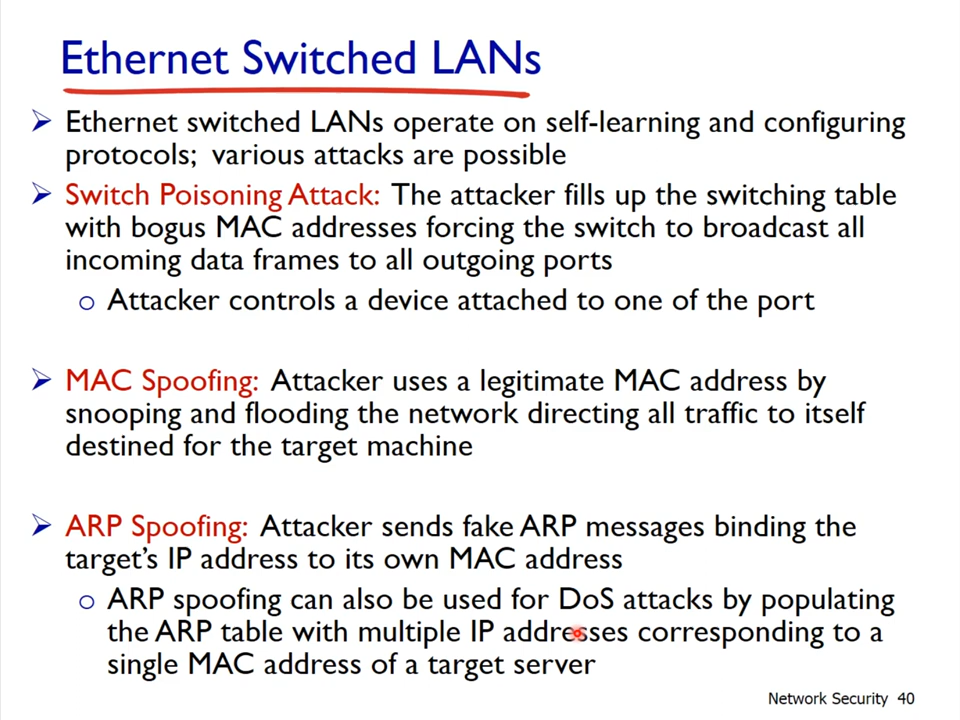 Ethernet Switched LANs
➢ Ethernet switched LANs operate on self-learning and configuring
protocols; various attacks are possible
➢ Switch Poisoning Attack: The attacker fills up the switching table
with bogus MAC addresses forcing the switch to broadcast all
incoming data frames to all outgoing ports
o Attacker controls a device attached to one of the port
➢ MAC Spoofing: Attacker uses a legitimate MAC address by
snooping and flooding the network directing all traffic to itself
destined for the target machine
➢ ARP Spoofing: Attacker sends fake ARP messages binding the
target's IP address to its own MAC address
o ARP spoofing can also be used for DoS attacks by populating
the ARP table with multiple IP addresses corresponding to a
single MAC address of a target server
Network Security 40